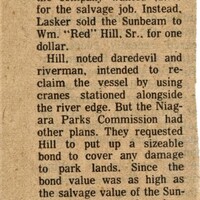 for the salvage job. Instead,
Lasker sold the Sunbeam to
Wm. "Red" Hill, Sr., for one
dollar.
Hill, noted daredevil and
riverman, intended to re-
claim the vessel by using
cranes stationed alongside
the river edge. But the Niag-
ara Parks Commission had
other plans. They requested
Hill to put up a sizeable
bond to cover any damage
to park lands. Since the
bond value was as high as
the salvage value of the Sun-